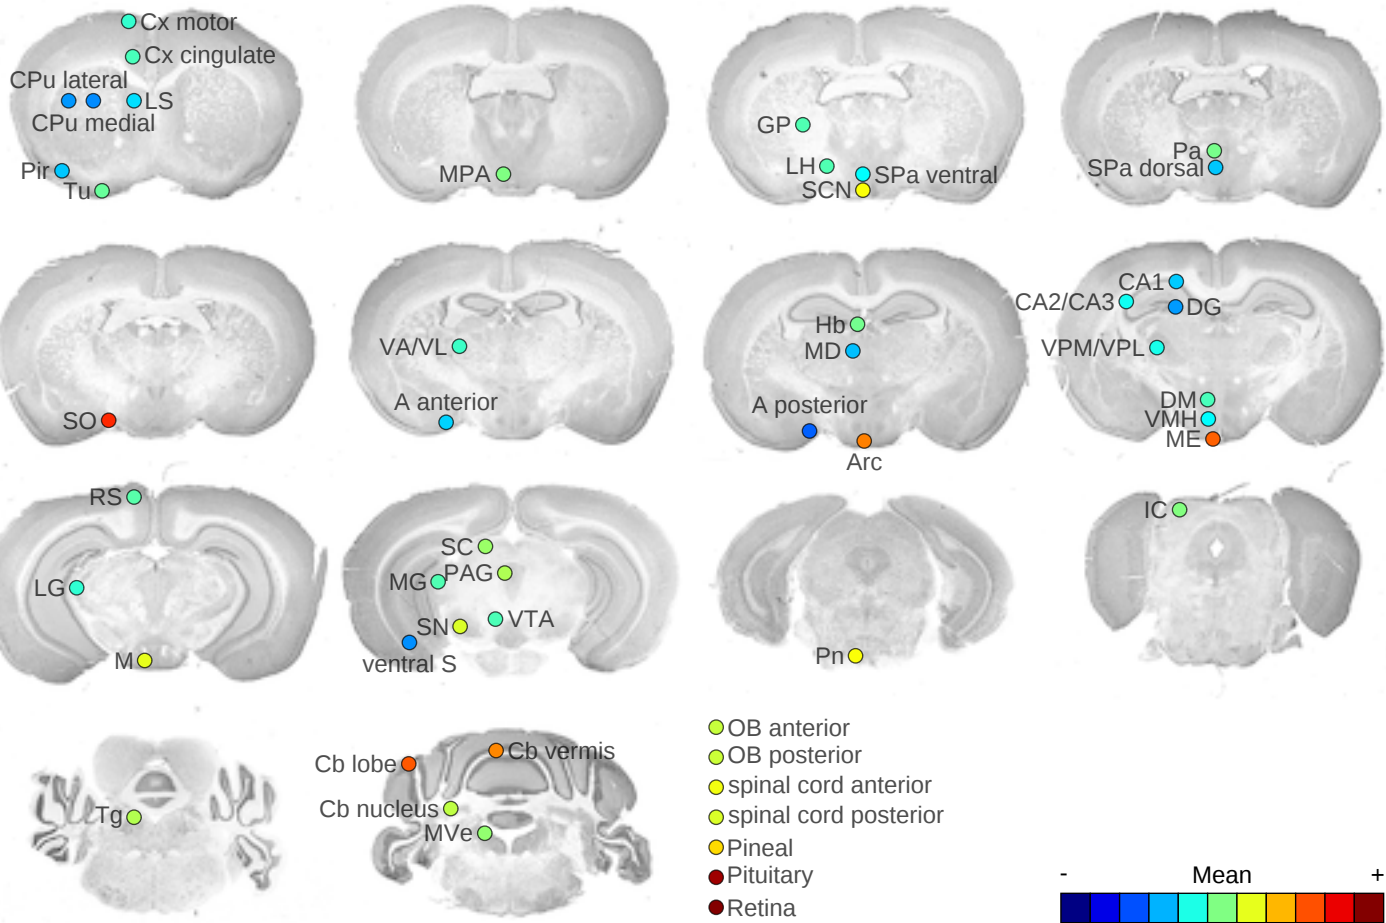 Cx motor
Cx cingulate
CPu lateral
LS
CPu medial
Pir
Tu
MPA
GP
LH
SPa ventral
SCN
Pa
SPa dorsal
SO
VA/VL
A anterior
Hb
MD
A posterior
Arc
CA1
CA2/CA3
DG
VPM/VPL
DM
VMH
ME
RS
LG
M
SC
PAG
MG
SN
VTA
ventral S
Pn
IC
Tg
Cb lobe
Cb vermis
Cb nucleus
MVe
OB anterior
OB posterior
spinal cord anterior
spinal cord posterior
Pineal
Pituitary
Retina
- Mean +